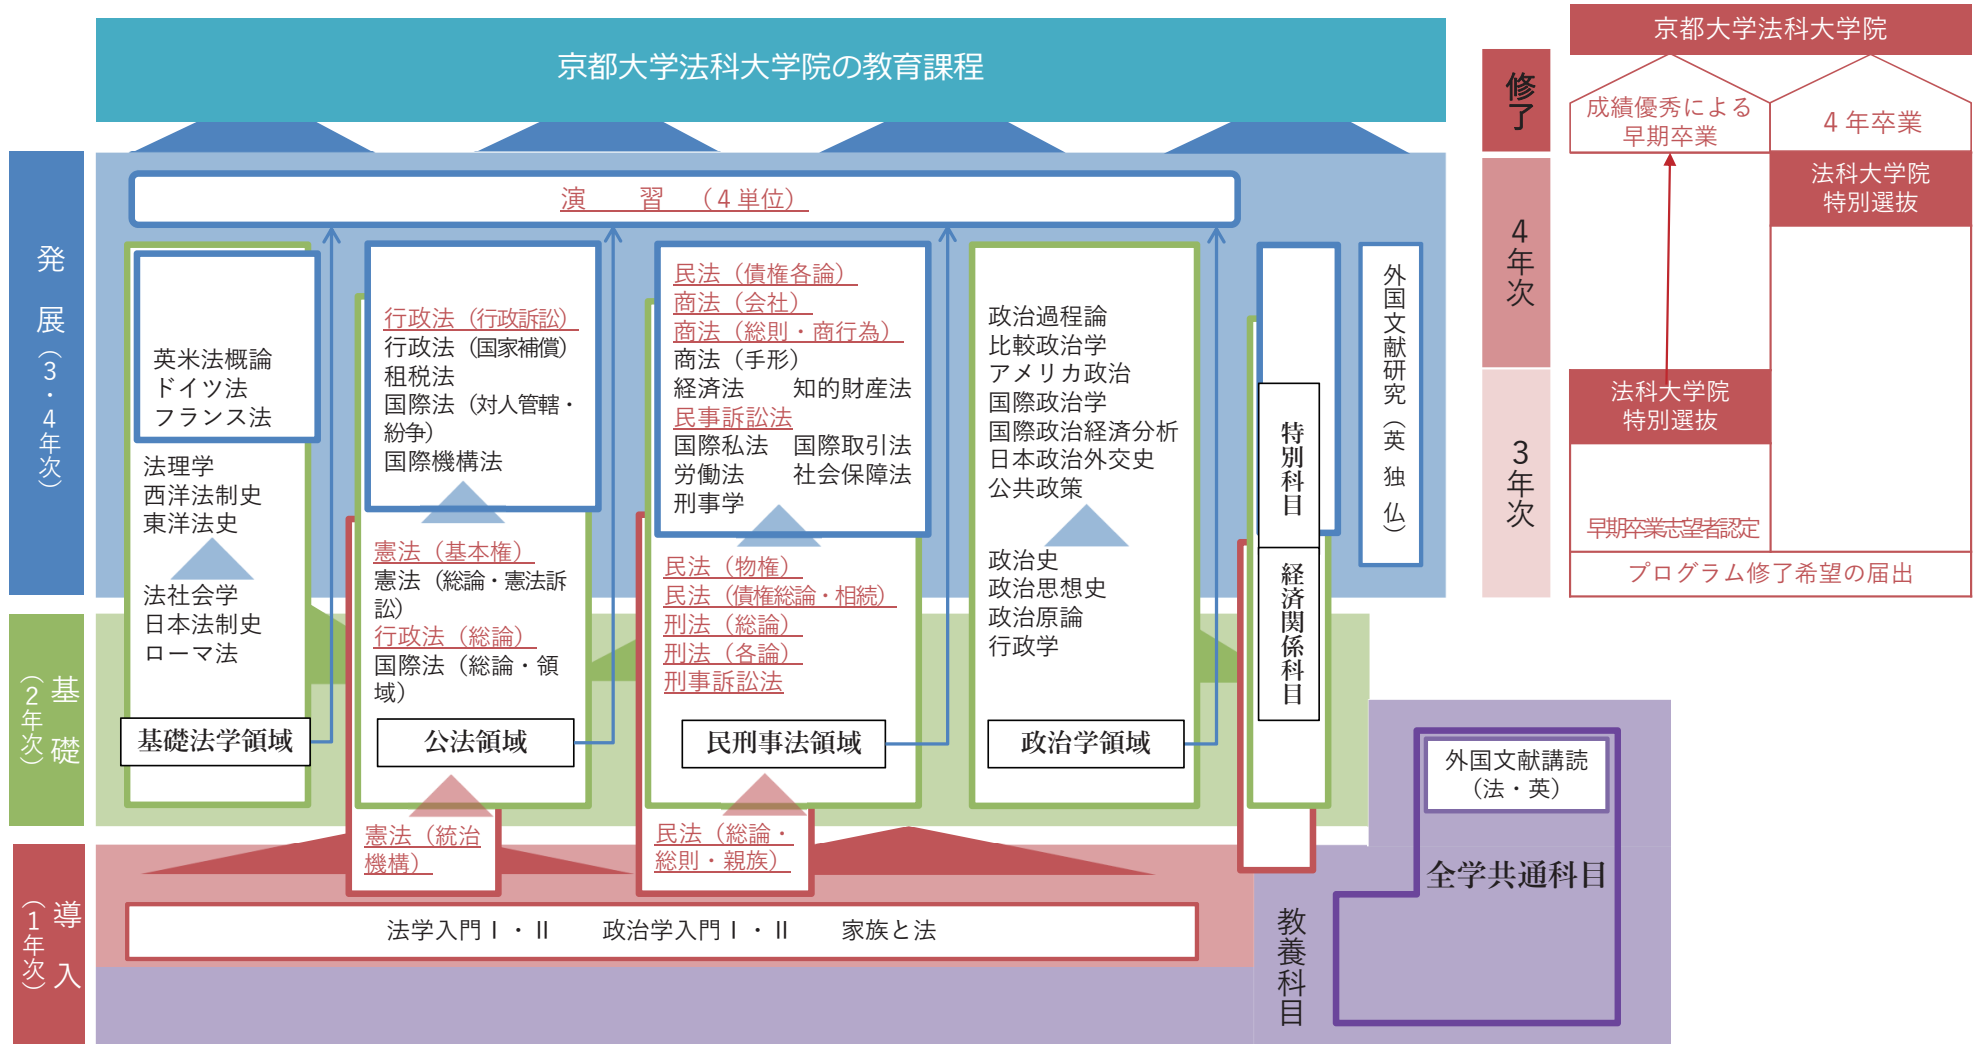 京都大学法科大学院の教育課程
発展（3・4年次）
演　習　（4単位）
英米法概論
ドイツ法
フランス法
法理学
西洋法制史
東洋法史
法社会学
日本法制史
ローマ法
基礎法学領域
行政法（行政訴訟）
行政法（国家補償）
租税法
国際法（対人管轄・
紛争）
国際機構法
憲法（基本権）
憲法（総論・憲法訴
訟）
行政法（総論）
国際法（総論・領
域）
公法領域
憲法（統治
機構）
民法（債権各論）
商法（会社）
商法（総則・商行為）
商法（手形）
経済法　知的財産法
民事訴訟法
国際私法　国際取引法
労働法　社会保障法
刑事学
民法（物権）
民法（債権総論・相続）
刑法（総論）
刑法（各論）
刑事訴訟法
民刑事法領域
民法（総論・
総則・親族）
政治過程論
比較政治学
アメリカ政治
国際政治学
国際政治経済分析
日本政治外交史
公共政策
政治史
政治思想史
政治原論
行政学
政治学領域
特別科目
経済関係科目
外国文献研究（英　独　仏）
基礎
（2年次）
導入
（1年次）
法学入門Ⅰ・Ⅱ　政治学入門Ⅰ・Ⅱ　家族と法
教養科目
外国文献講読
（法・英）
全学共通科目
京都大学法科大学院
修了
成績優秀による
早期卒業
4年卒業
4年次
法科大学院
特別選抜
3年次
法科大学院
特別選抜
早期卒業志望者認定
プログラム修了希望の届出